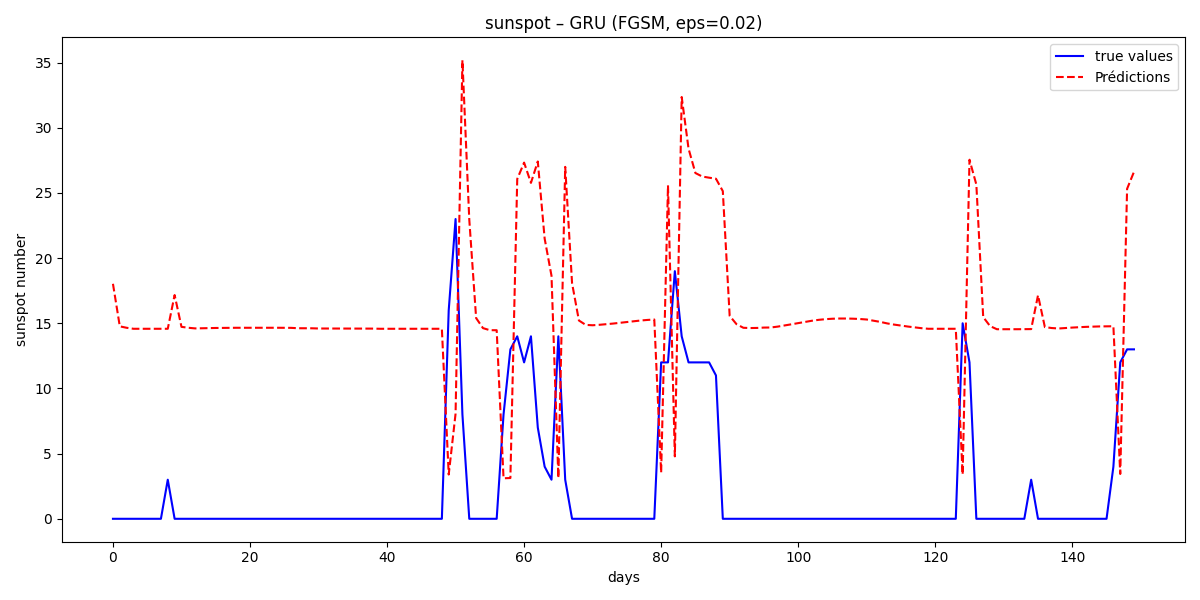 sunspot – GRU (FGSM, eps=0.02)
true values
Prédictions
sunspot number
35
30
25
20
15
10
5
0
0 20 40 60 80 100 120 140
days